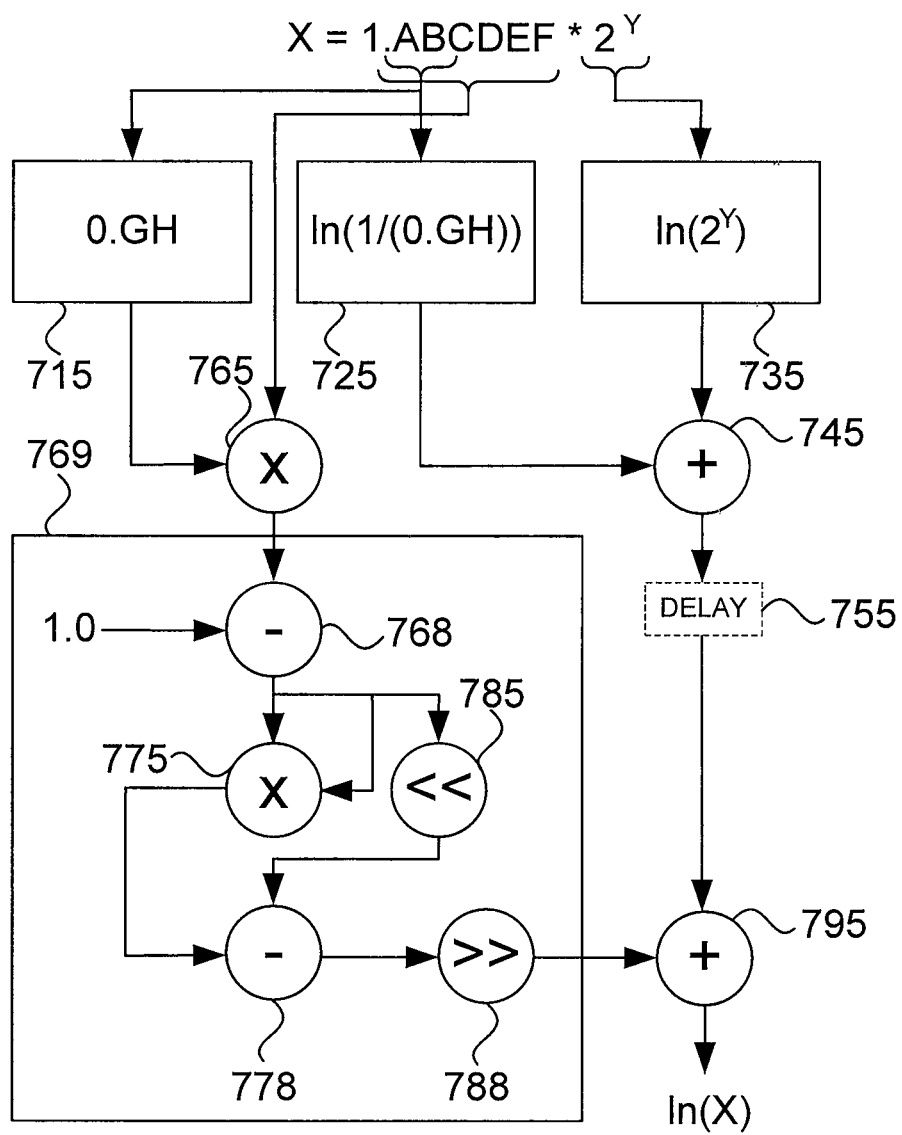 X = 1.ABCDEF * 2^Y
0.GH
ln(1/(0.GH))
ln(2^Y)
715
765
725
735
769
x
+
745
1.0
-
768
DELAY
755
785
775
x
<<
-
>>
+
795
778
788
ln(X)